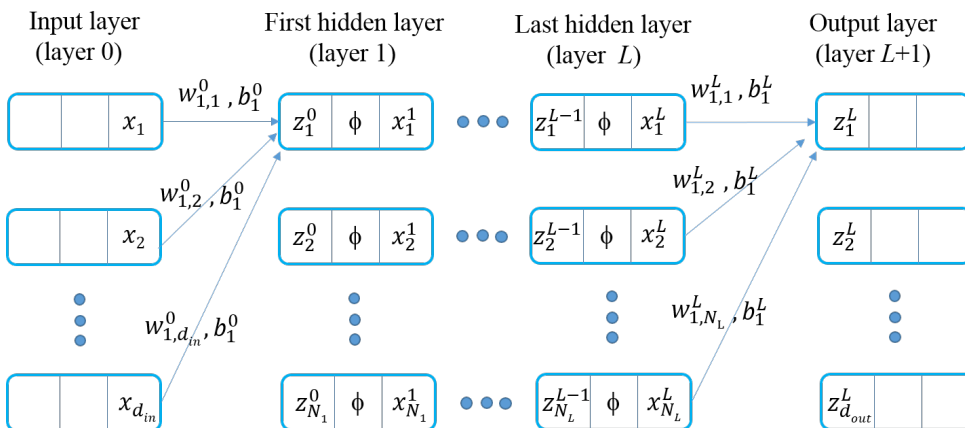 Input layer
(layer 0)
First hidden layer
(layer 1)
Last hidden layer
(layer L)
Output layer
(layer L+1)
x_1
w^0_{1,1} , b^0_1
z^0_1 ϕ x^1_1
z^{L-1}_1 ϕ x^L_1
w^L_{1,1} , b^L_1
z^L_1
w^0_{1,2} , b^0_1
w^L_{1,2} , b^L_1
x_2
z^0_2 ϕ x^1_2
z^{L-1}_2 ϕ x^L_2
z^L_2
w^0_{1,d_{in}} , b^0_1
w^L_{1,N_L} , b^L_1
x_{d_{in}}
z^0_{N_1} ϕ x^1_{N_1}
z^{L-1}_{N_L} ϕ x^L_{N_L}
z^L_{d_{out}}